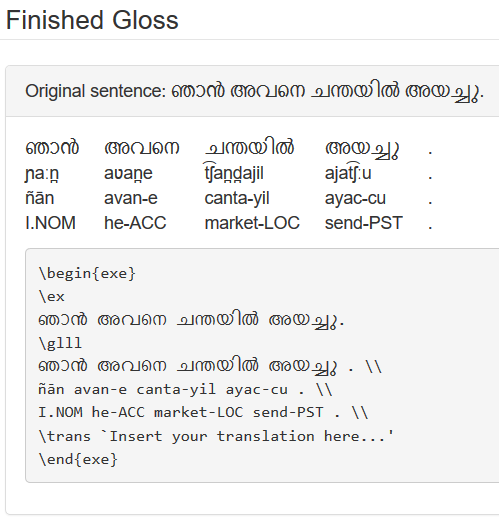 Finished Gloss
Original sentence: ഞാൻ അവനെ ചന്തയിൽ അയച്ചു.
ഞാൻ അവനെ ചന്തയിൽ അയച്ചു .
ɲaːn̪ aʋan̪e t͡ʃan̪d̪ajil ajat͡ʃːu .
ñān avan-e canta-yil ayac-cu .
I.NOM he-ACC market-LOC send-PST .
\begin{exe}
\ex
ഞാൻ അവനെ ചന്തയിൽ അയച്ചു.
\glll
ഞാൻ അവനെ ചന്തയിൽ അയച്ചു . \\
ñān avan-e canta-yil ayac-cu . \\
I.NOM he-ACC market-LOC send-PST . \\
\trans `Insert your translation here...'
\end{exe}